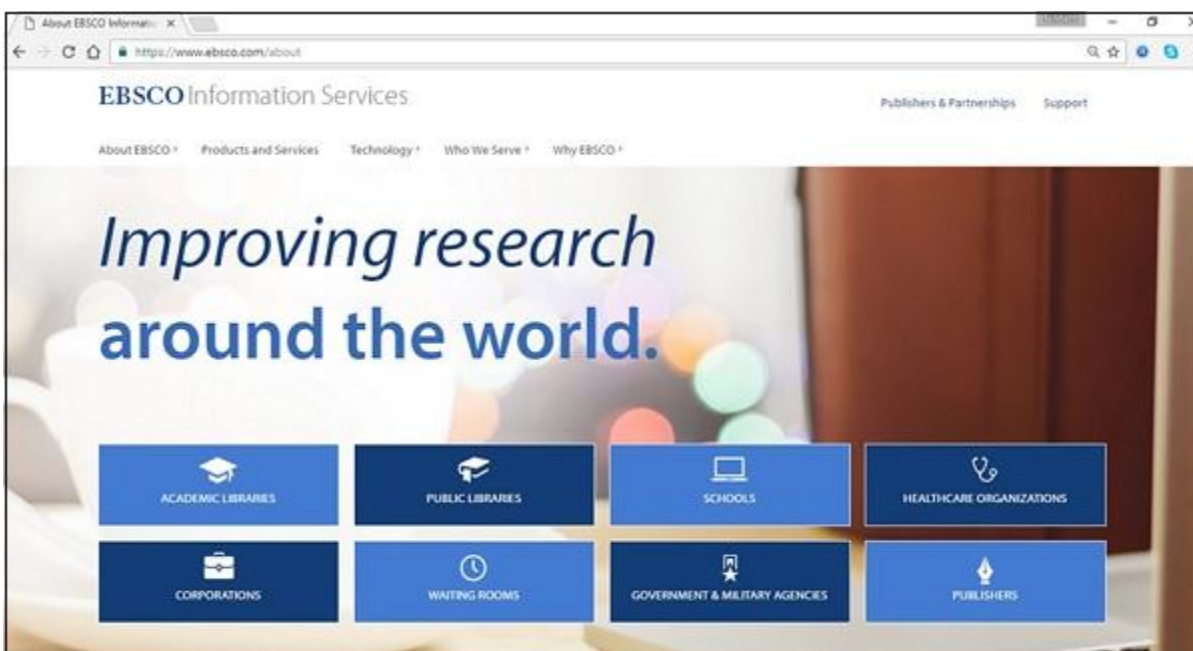 About EBSCO Informati
https://www.ebsco.com/about
EBSCO Information Services
Publishers & Partnerships Support
About EBSCO Products and Services Technology Who We Serve Why EBSCO
Improving research
around the world.
ACADEMIC LIBRARIES
PUBLIC LIBRARIES
SCHOOLS
HEALTHCARE ORGANIZATIONS
CORPORATIONS
WAITING ROOMS
GOVERNMENT & MILITARY AGENCIES
PUBLISHERS